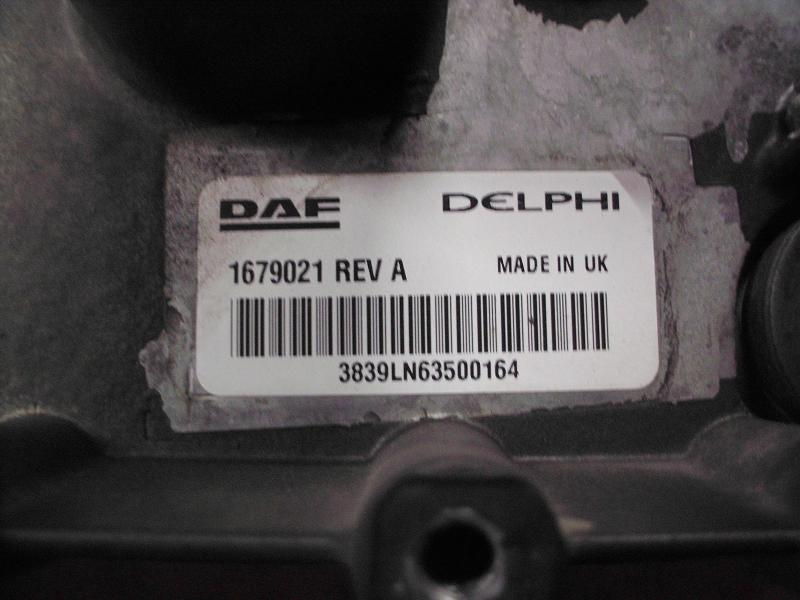 DAF DELPHI
1679021 REV A MADE IN UK
3839LN63500164